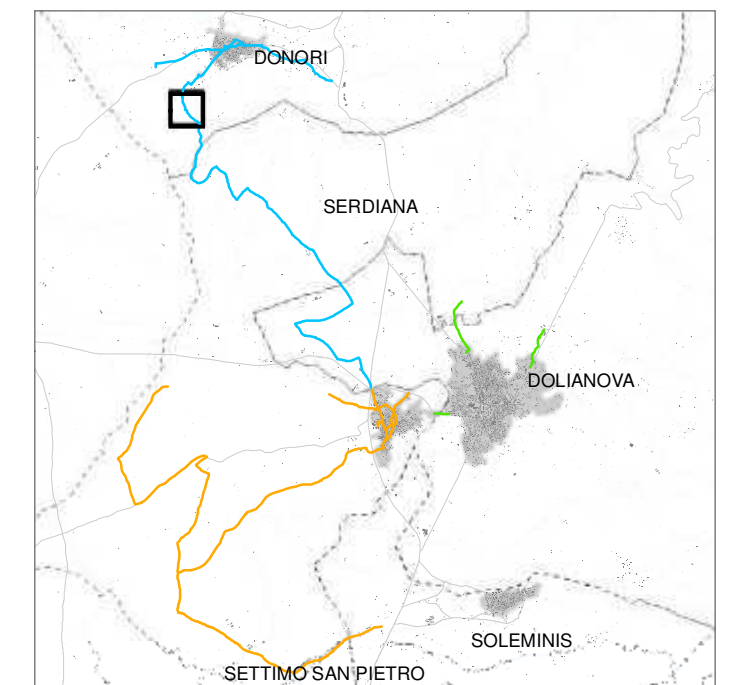 DONORI
SERDIANA
DOLIANOVA
SOLEMINIS
SETTIMO SAN PIETRO